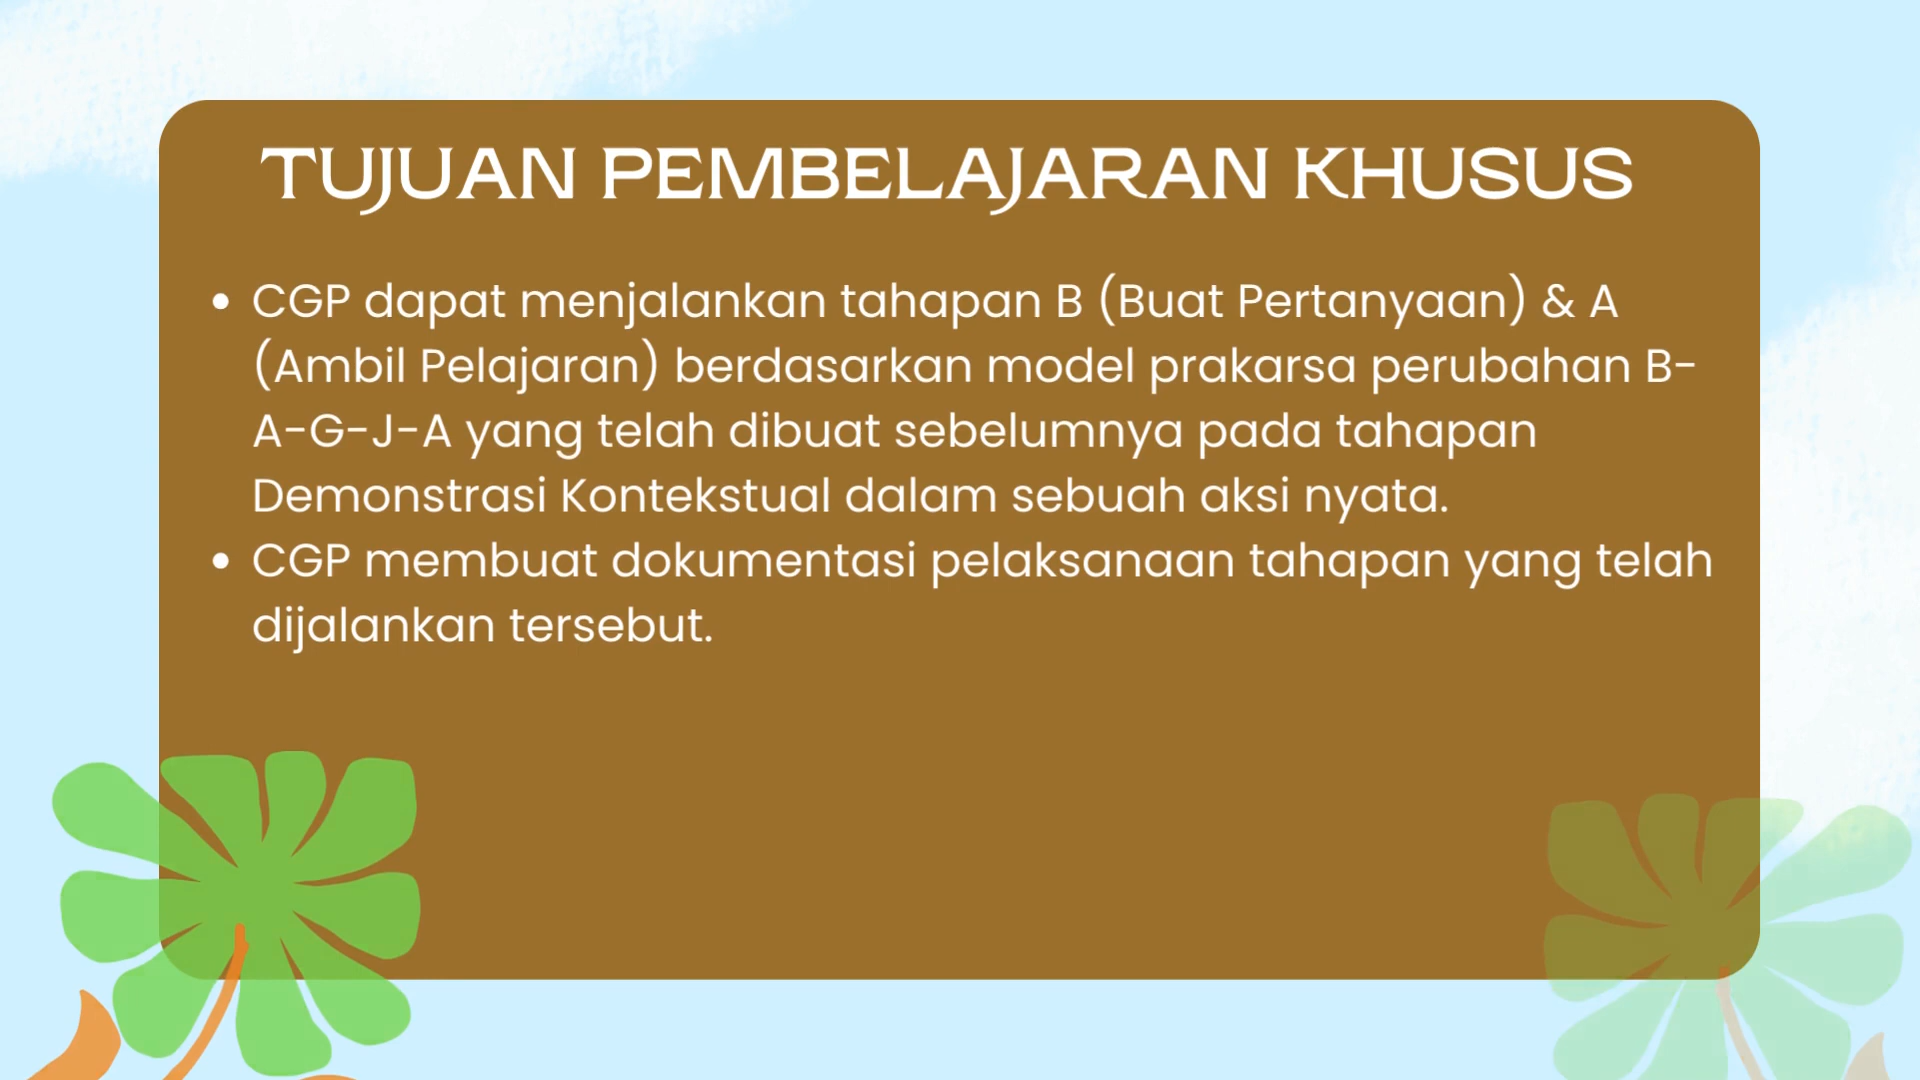 TUJUAN PEMBELAJARAN KHUSUS
• CGP dapat menjalankan tahapan B (Buat Pertanyaan) & A
(Ambil Pelajaran) berdasarkan model prakarsa perubahan B-
A-G-J-A yang telah dibuat sebelumnya pada tahapan
Demonstrasi Kontekstual dalam sebuah aksi nyata.
• CGP membuat dokumentasi pelaksanaan tahapan yang telah
dijalankan tersebut.